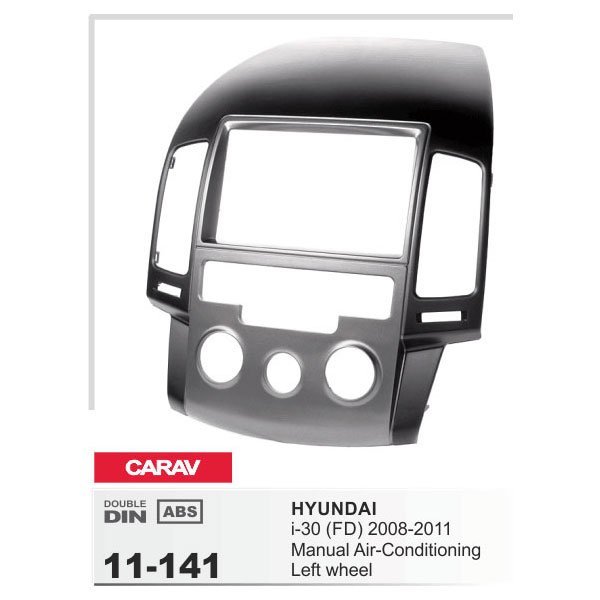 CARAV
DOUBLE
DIN ABS
11-141
HYUNDAI
i-30 (FD) 2008-2011
Manual Air-Conditioning
Left wheel